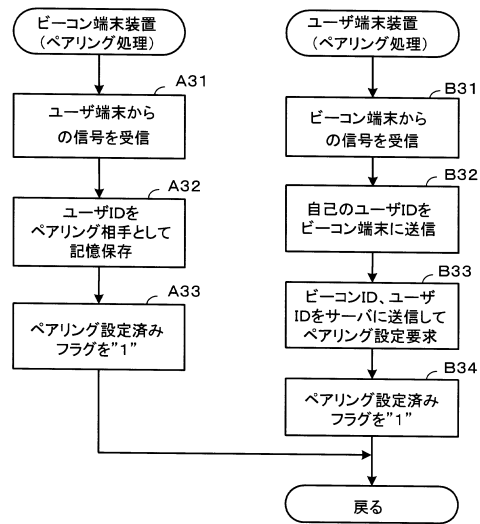 ビーコン端末装置
(ペアリング処理)
A31
ユーザ端末から
の信号を受信
A32
ユーザIDを
ペアリング相手として
記憶保存
A33
ペアリング設定済み
フラグを”1”
ユーザ端末装置
(ペアリング処理)
B31
ビーコン端末から
の信号を受信
B32
自己のユーザIDを
ビーコン端末に送信
B33
ビーコンID、ユーザ
IDをサーバに送信して
ペアリング設定要求
B34
ペアリング設定済み
フラグを”1”
戻る